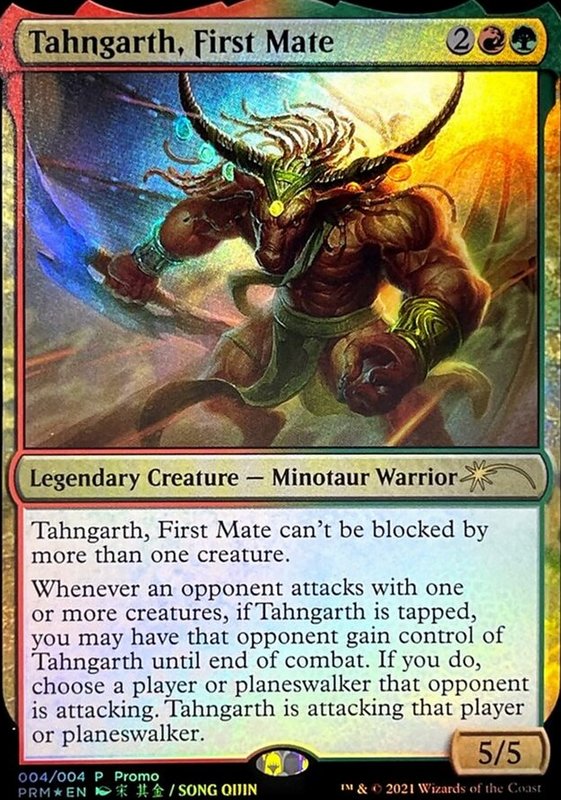 Tahngarth, First Mate 2
Legendary Creature — Minotaur Warrior
Tahngarth, First Mate can't be blocked by
more than one creature.
Whenever an opponent attacks with one
or more creatures, if Tahngarth is tapped,
you may have that opponent gain control of
Tahngarth until end of combat. If you do,
choose a player or planeswalker that opponent
is attacking. Tahngarth is attacking that player
or planeswalker.
5/5
004/004 P Promo
PRM★EN 宋 其金 / SONG QIJIN ™ & © 2021 Wizards of the Coast